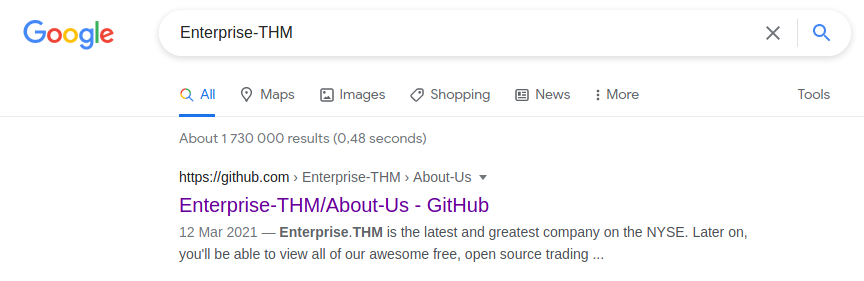 Google
Enterprise-THM
All Maps Images Shopping News More Tools
About 1 730 000 results (0,48 seconds)
https://github.com › Enterprise-THM › About-Us
Enterprise-THM/About-Us - GitHub
12 Mar 2021 — Enterprise.THM is the latest and greatest company on the NYSE. Later on,
you'll be able to view all of our awesome free, open source trading ...